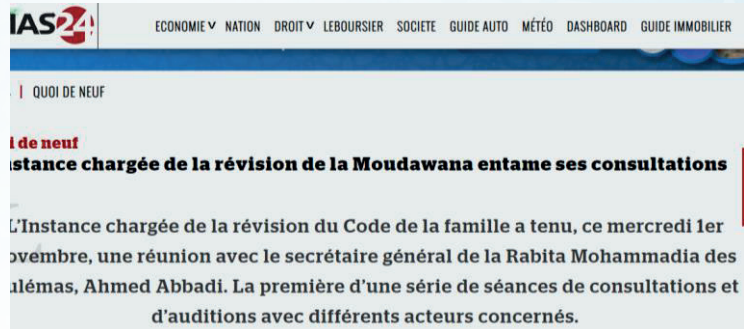 IAS24 ECONOMIE NATION DROIT LEBOURSIER SOCIETE GUIDE AUTO MÉTÉO DASHBOARD GUIDE IMMOBILIER
| QUOI DE NEUF
i de neuf
nstance chargée de la révision de la Moudawana entame ses consultations
L'Instance chargée de la révision du Code de la famille a tenu, ce mercredi 1er
ovembre, une réunion avec le secrétaire général de la Rabita Mohammadia des
ulémas, Ahmed Abbadi. La première d'une série de séances de consultations et
d'auditions avec différents acteurs concernés.